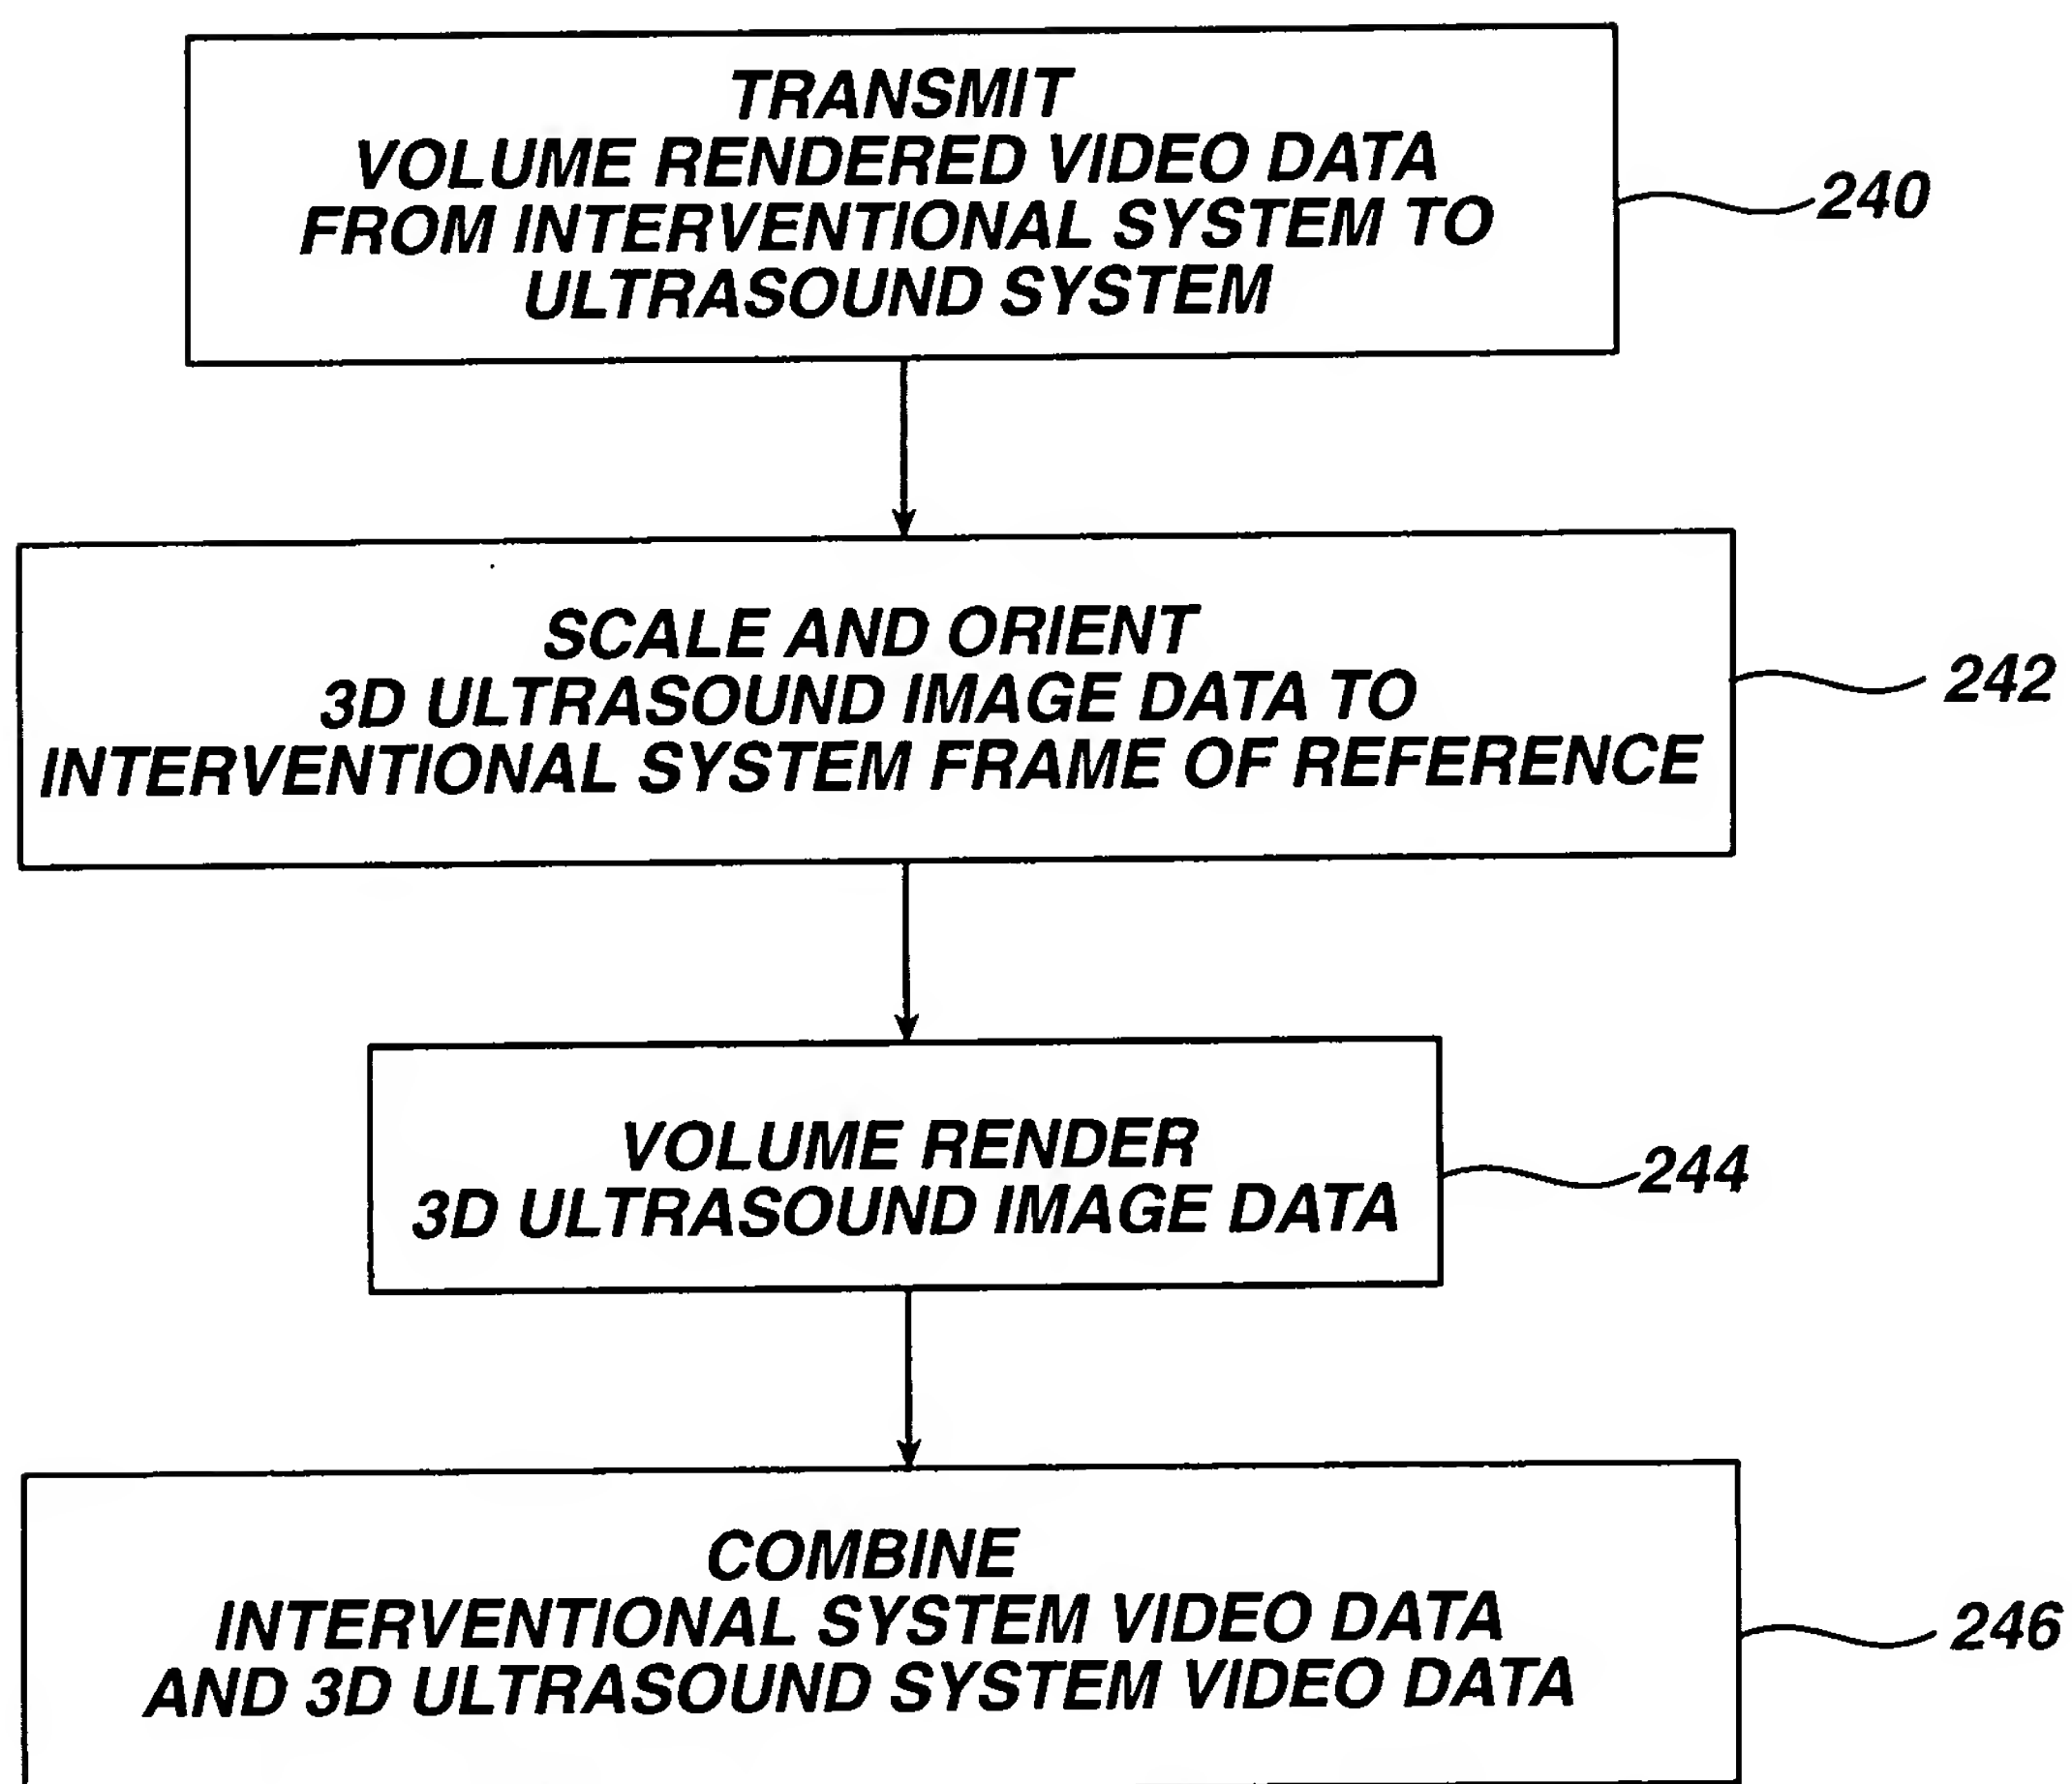 TRANSMIT
VOLUME RENDERED VIDEO DATA
FROM INTERVENTIONAL SYSTEM TO
ULTRASOUND SYSTEM
240
SCALE AND ORIENT
3D ULTRASOUND IMAGE DATA TO
INTERVENTIONAL SYSTEM FRAME OF REFERENCE
242
VOLUME RENDER
3D ULTRASOUND IMAGE DATA
244
COMBINE
INTERVENTIONAL SYSTEM VIDEO DATA
AND 3D ULTRASOUND SYSTEM VIDEO DATA
246